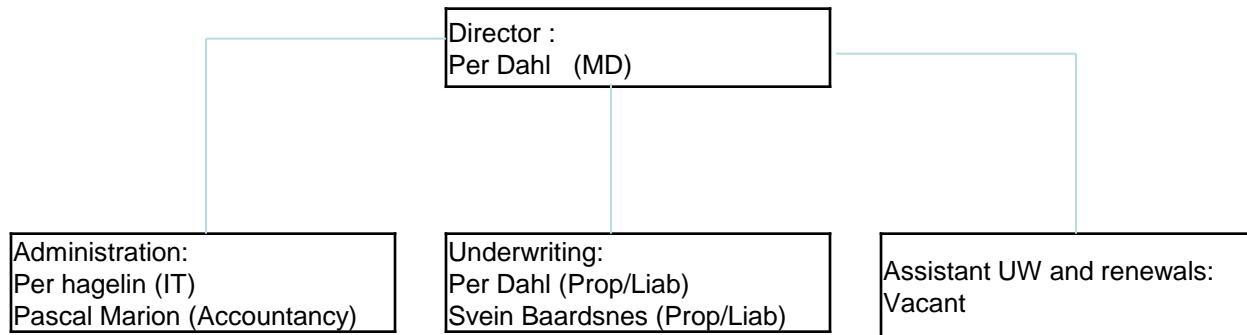 Director :
Per Dahl (MD)
Administration:
Per hagelin (IT)
Pascal Marion (Accountancy)
Underwriting:
Per Dahl (Prop/Liab)
Svein Baardsnes (Prop/Liab)
Assistant UW and renewals:
Vacant